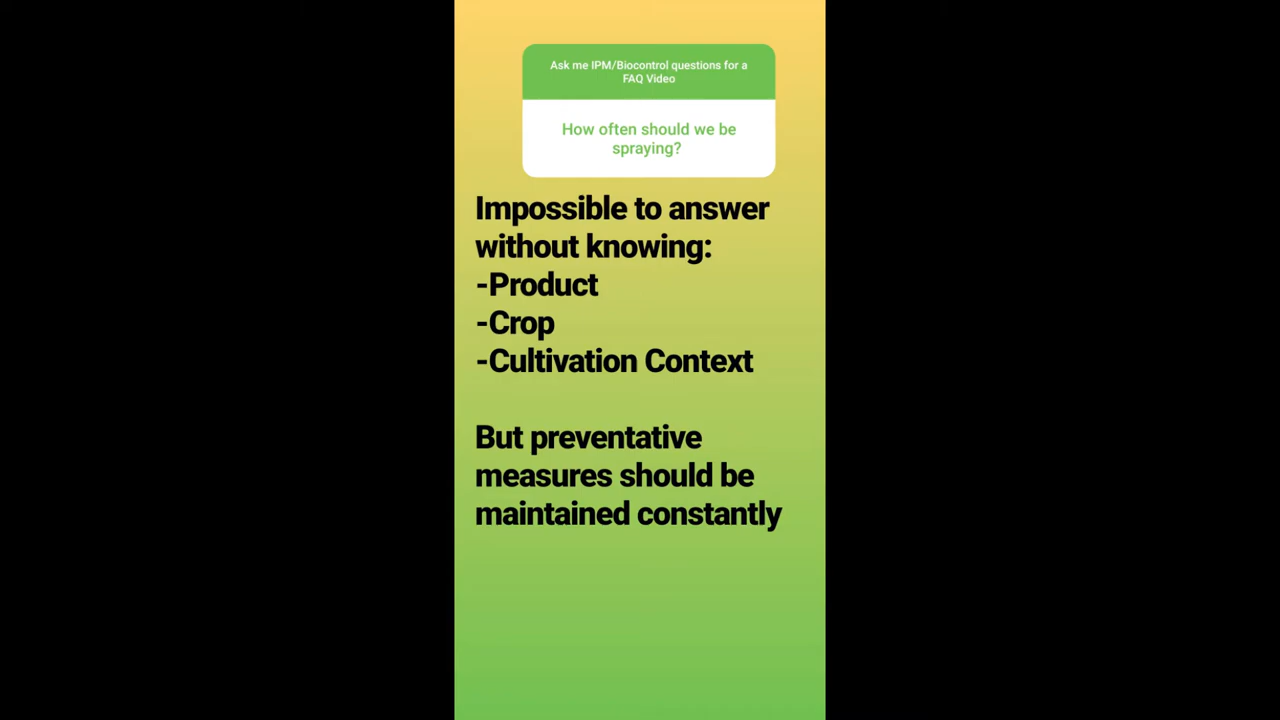 Ask me IPM/Biocontrol questions for a
FAQ Video
How often should we be
spraying?
Impossible to answer
without knowing:
-Product
-Crop
-Cultivation Context
But preventative
measures should be
maintained constantly